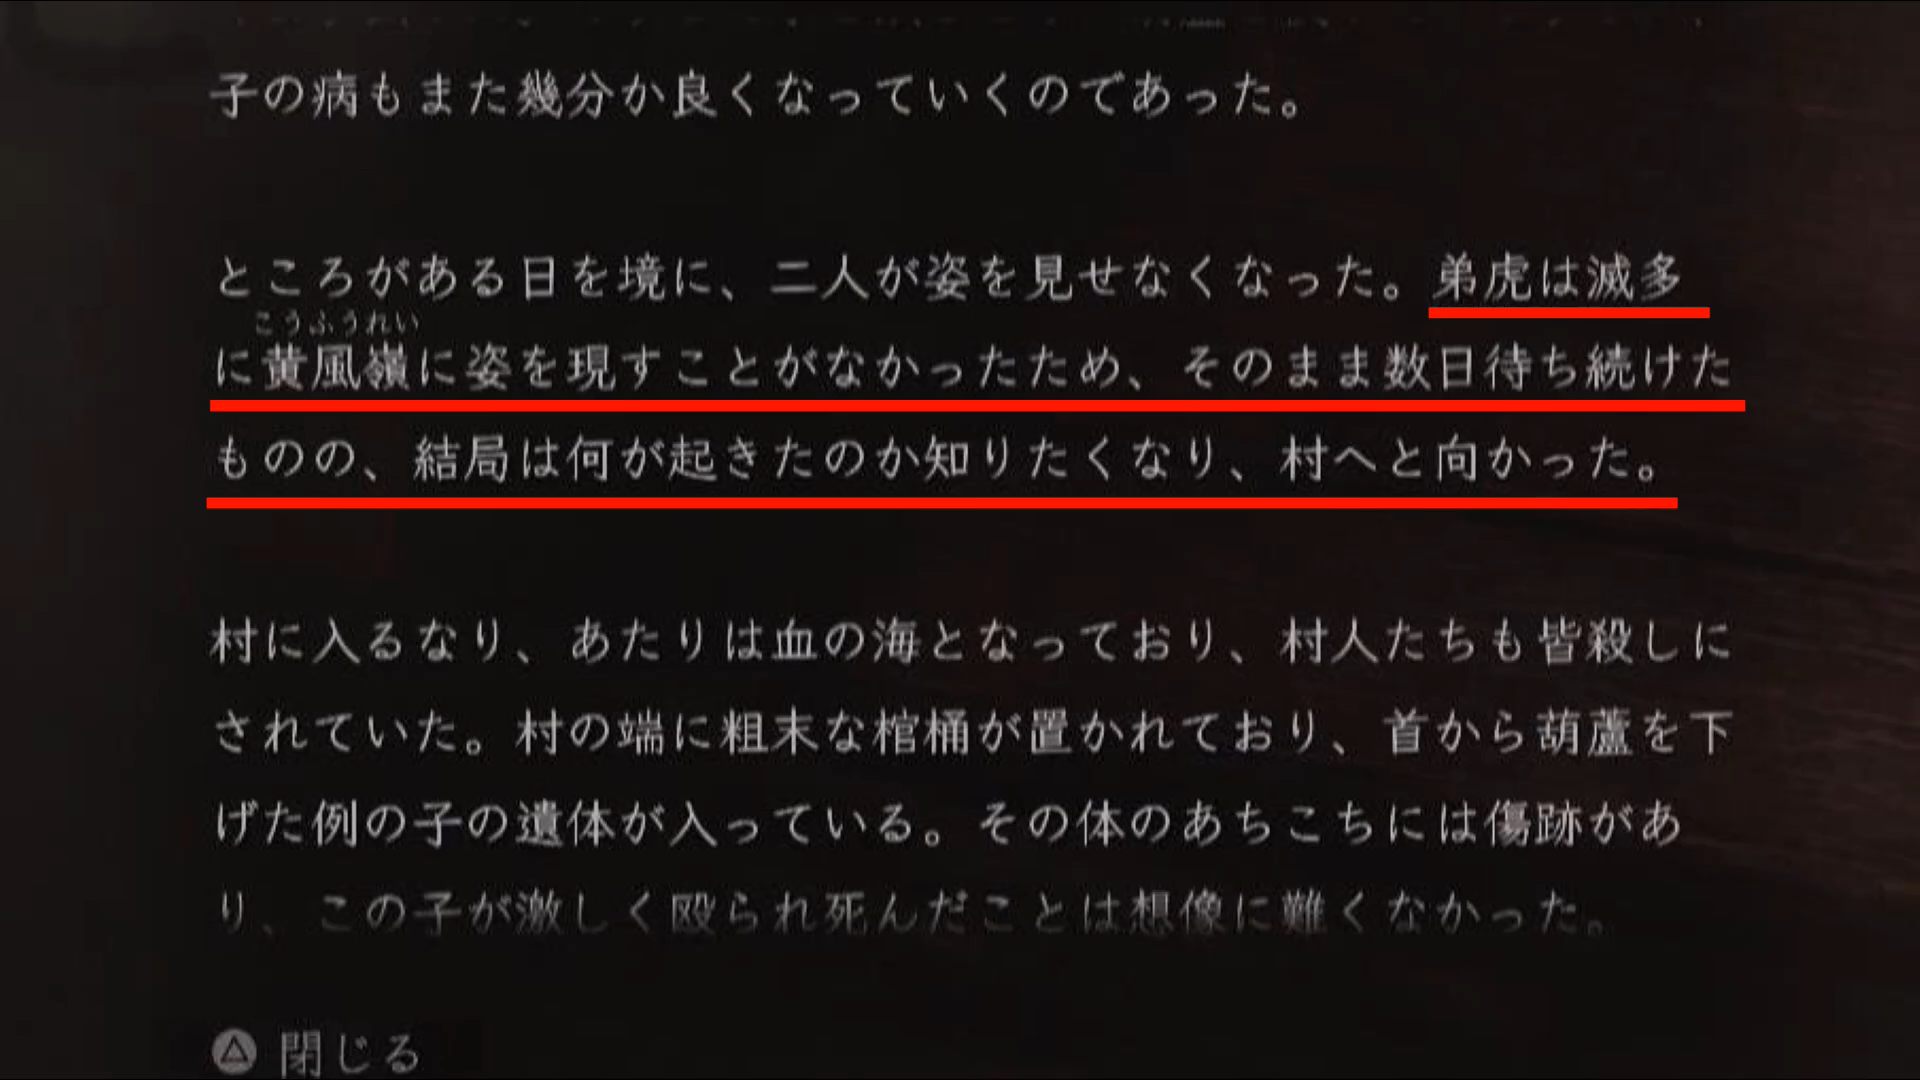 子の病もまた幾分か良くなっていくのであった。
ところがある日を境に、二人が姿を見せなくなった。弟虎は滅多
こうふうれい
に黄風嶺に姿を現すことがなかったため、そのまま数日待ち続けた
ものの、結局は何が起きたのか知りたくなり、村へと向かった。
村に入るなり、あたりは血の海となっており、村人たちも皆殺しに
されていた。村の端に粗末な棺桶が置かれており、首から葫蘆を下
げた例の子の遺体が入っている。その体のあちこちには傷跡があ
り、この子が激しく殴られ死んだことは想像に難くなかった。
閉じる